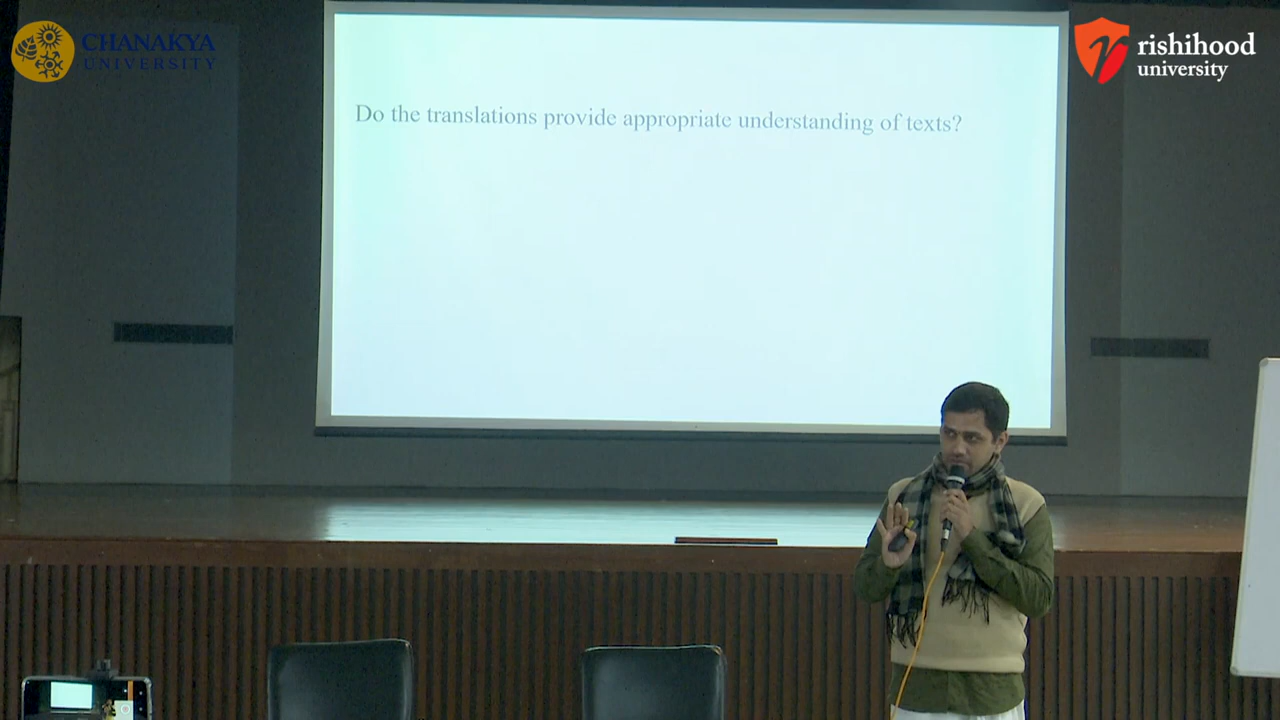 CHANAKYA
UNIVERSITY
rishihood
university
Do the translations provide appropriate understanding of texts?